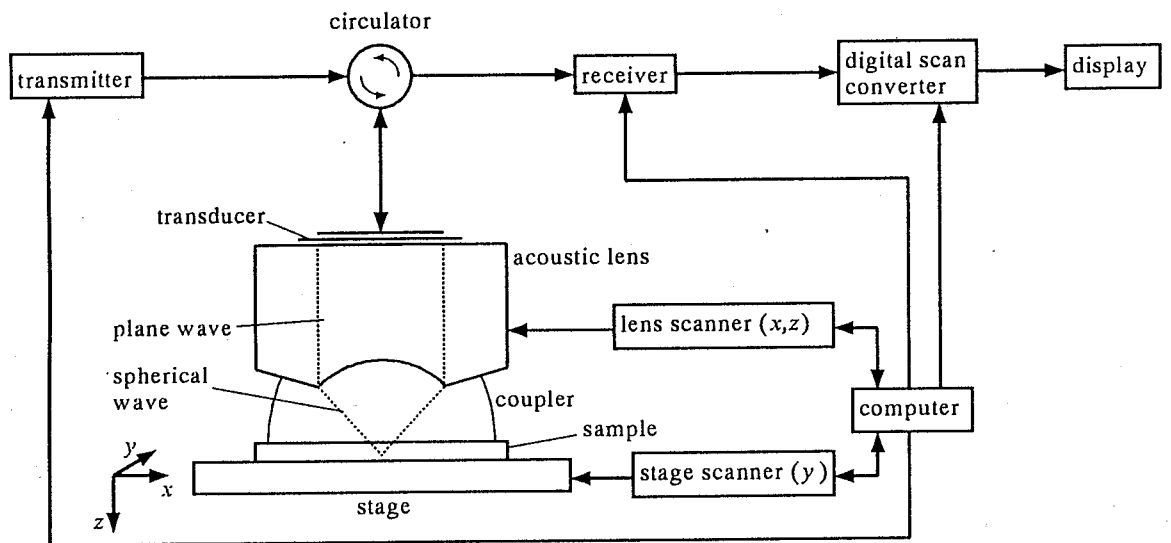 circulator
transmitter
receiver
digital scan
converter
display
transducer
acoustic lens
plane wave
lens scanner (x,z)
spherical
wave
coupler
computer
sample
y
x
z
stage scanner (y)
stage